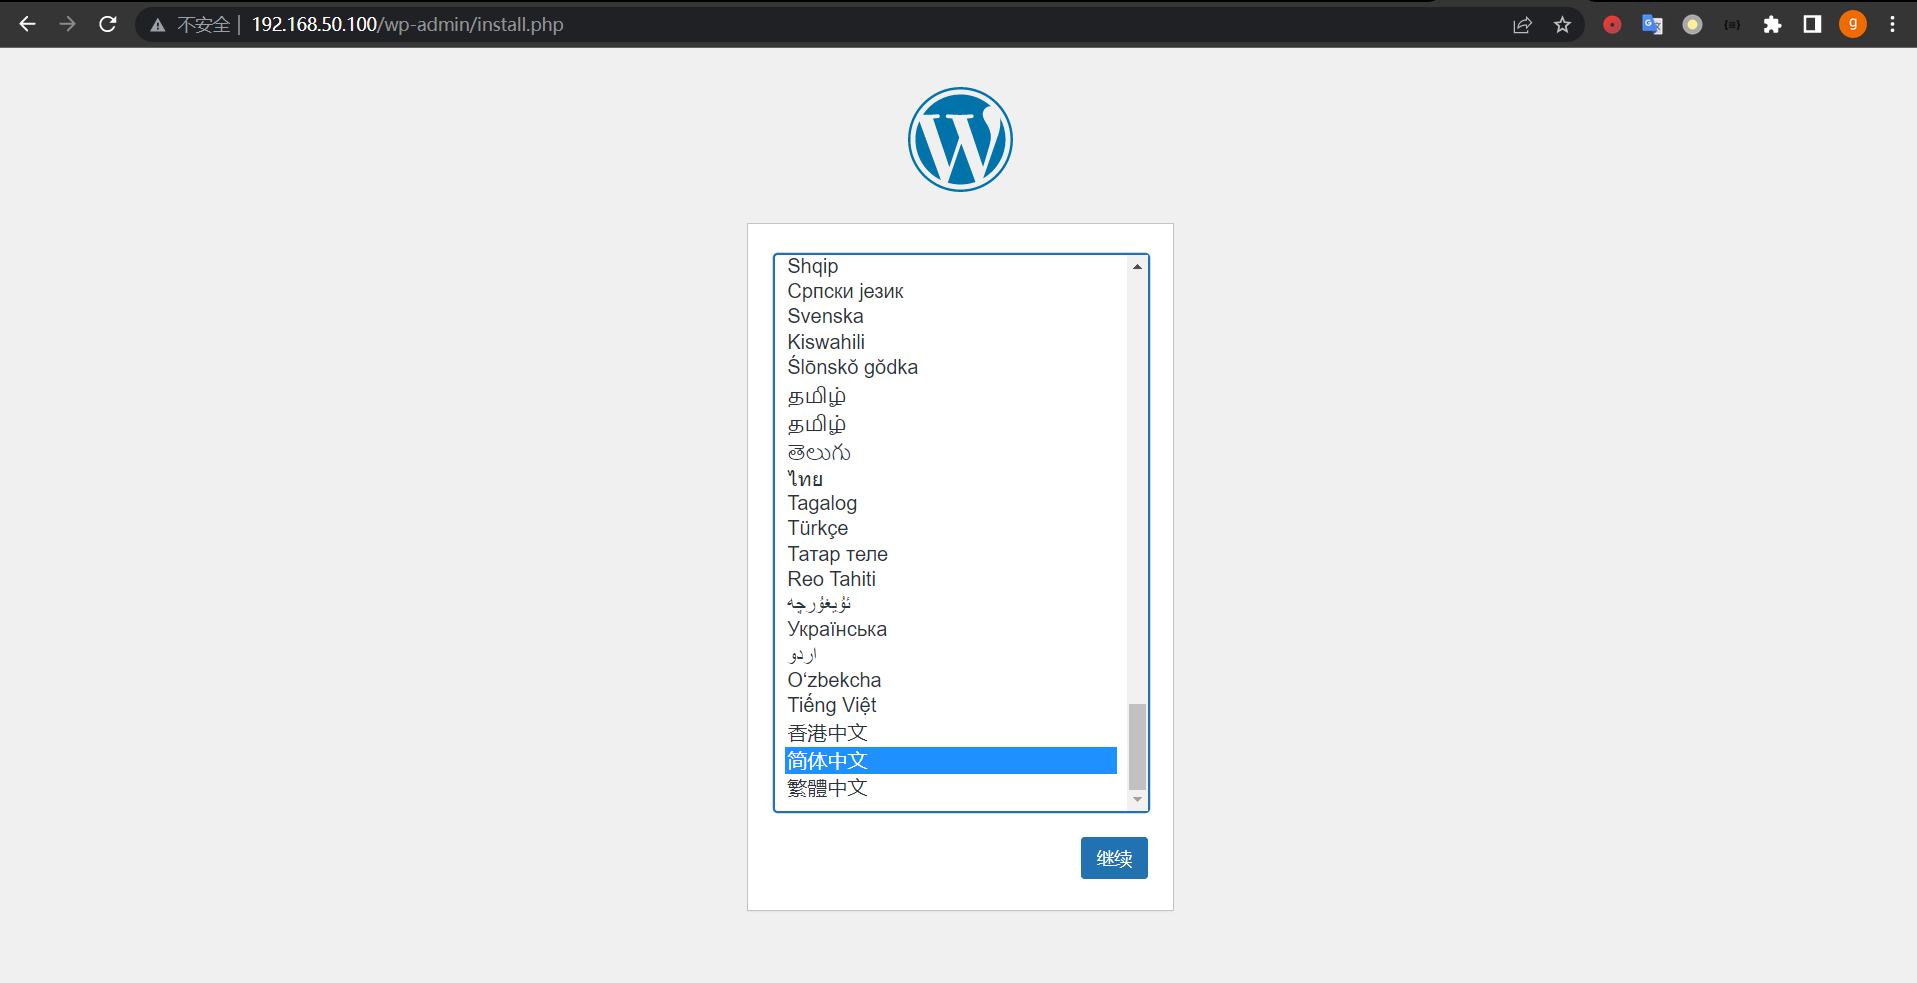 不安全 | 192.168.50.100/wp-admin/install.php
g
Shqip
Српски језик
Svenska
Kiswahili
Ślōnskŏ gŏdka
தமிழ்
தமிழ்
తెలుగు
ไทย
Tagalog
Türkçe
Татар теле
Reo Tahiti
ئۇيغۇرچە
Українська
اردو
O‘zbekcha
Tiếng Việt
香港中文
简体中文
繁體中文
继续